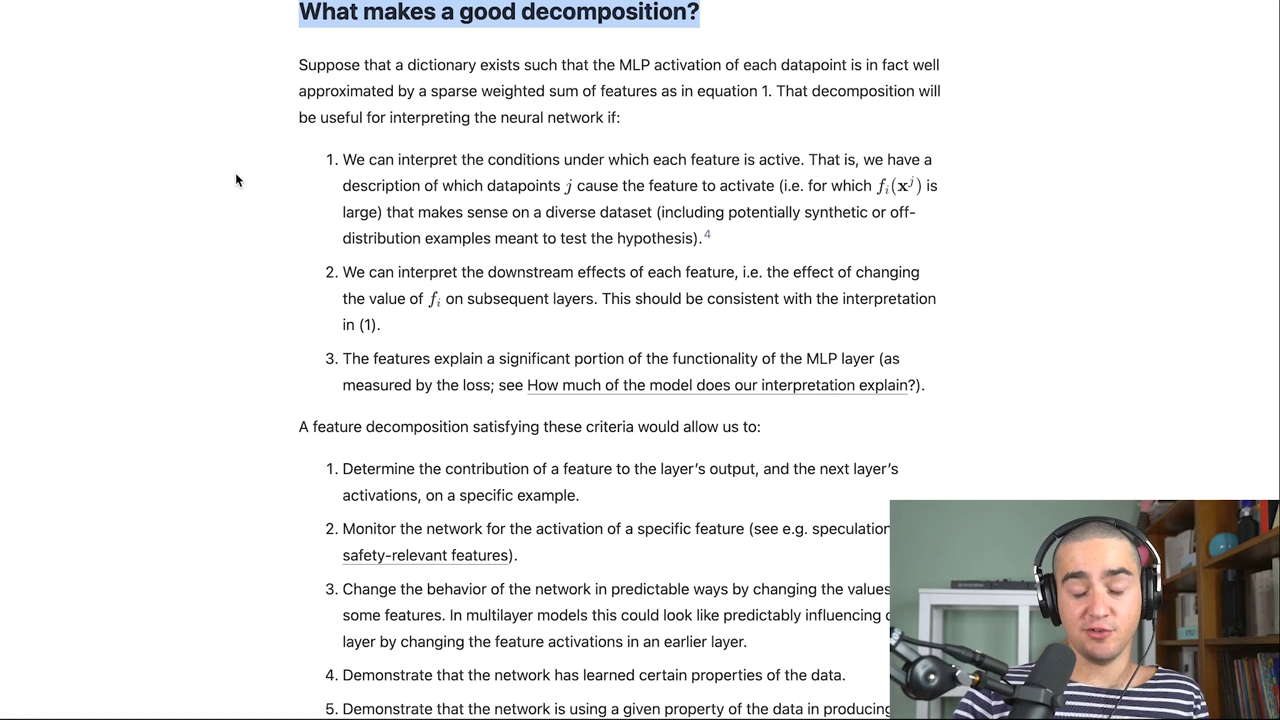 What makes a good decomposition?
Suppose that a dictionary exists such that the MLP activation of each datapoint is in fact well
approximated by a sparse weighted sum of features as in equation 1. That decomposition will
be useful for interpreting the neural network if:
1. We can interpret the conditions under which each feature is active. That is, we have a
description of which datapoints j cause the feature to activate (i.e. for which fᵢ(xʲ) is
large) that makes sense on a diverse dataset (including potentially synthetic or off-
distribution examples meant to test the hypothesis).⁴
2. We can interpret the downstream effects of each feature, i.e. the effect of changing
the value of fᵢ on subsequent layers. This should be consistent with the interpretation
in (1).
3. The features explain a significant portion of the functionality of the MLP layer (as
measured by the loss; see How much of the model does our interpretation explain?).
A feature decomposition satisfying these criteria would allow us to:
1. Determine the contribution of a feature to the layer’s output, and the next layer’s
activations, on a specific example.
2. Monitor the network for the activation of a specific feature (see e.g. speculation
safety-relevant features).
3. Change the behavior of the network in predictable ways by changing the values
some features. In multilayer models this could look like predictably influencing
layer by changing the feature activations in an earlier layer.
4. Demonstrate that the network has learned certain properties of the data.
5. Demonstrate that the network is using a given property of the data in producing